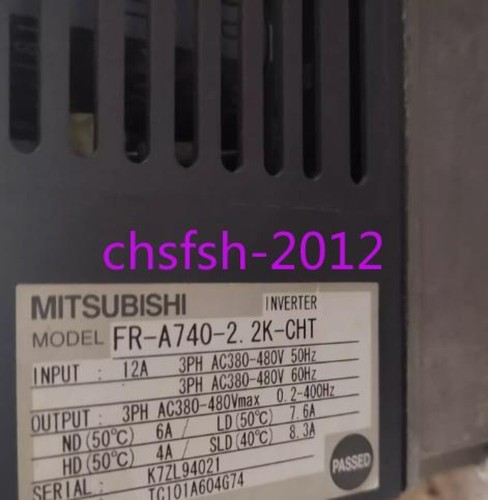 chsfsh-2012
MITSUBISHI INVERTER
MODEL FR-A740-2.2K-CHT
INPUT : 12A 3PH AC380-480V 50Hz
3PH AC380-480V 60Hz
OUTPUT : 3PH AC380-480Vmax 0.2-400Hz
ND (50℃) 6A / LD (50℃) 7.6A
HD (50℃) 4A / SLD (40℃) 8.3A
SERIAL : K7ZL94021
TC101A604G74
PASSED